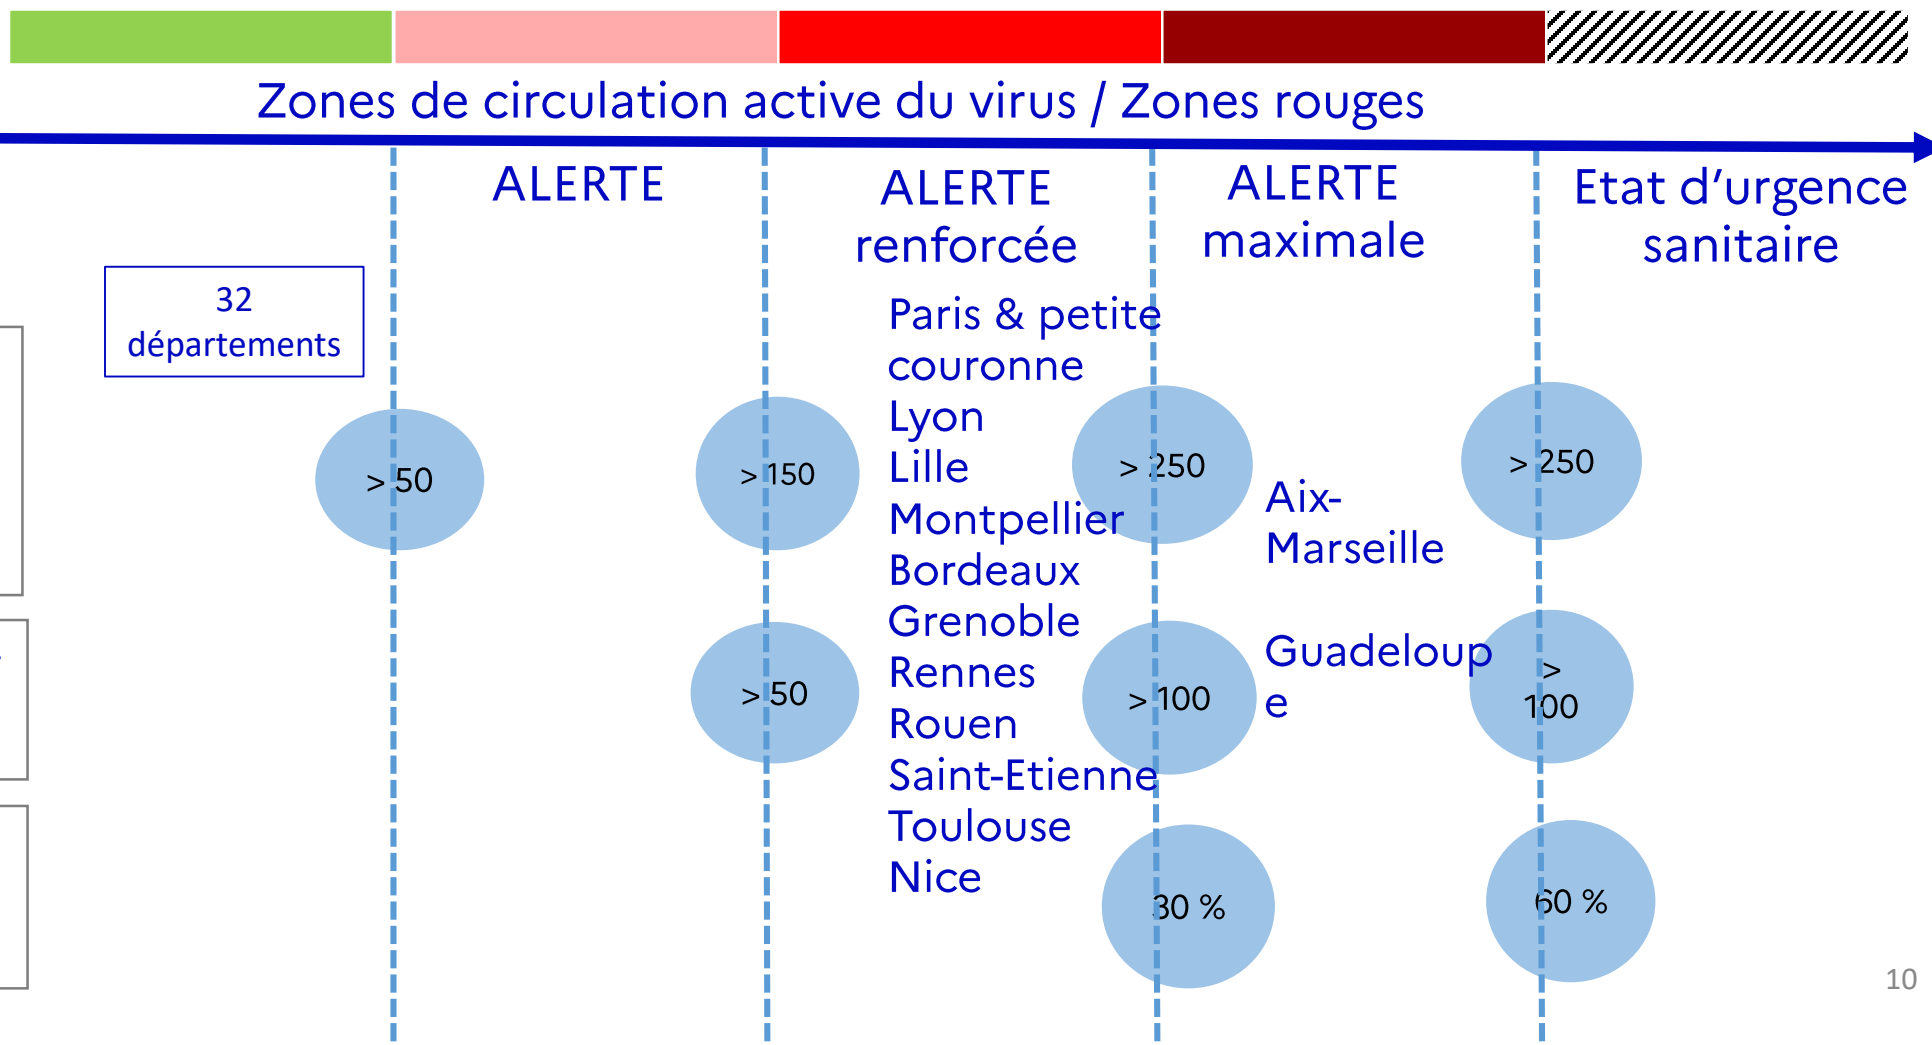 Zones de circulation active du virus / Zones rouges
ALERTE
ALERTE
renforcée
ALERTE
maximale
Etat d’urgence
sanitaire
32
départements
Paris & petite
couronne
Lyon
Lille
Montpellier
Bordeaux
Grenoble
Rennes
Rouen
Saint-Etienne
Toulouse
Nice
Aix-
Marseille
Guadeloup
e
> 50
> 150
> 250
> 250
> 50
> 100
>
100
30 %
60 %
10